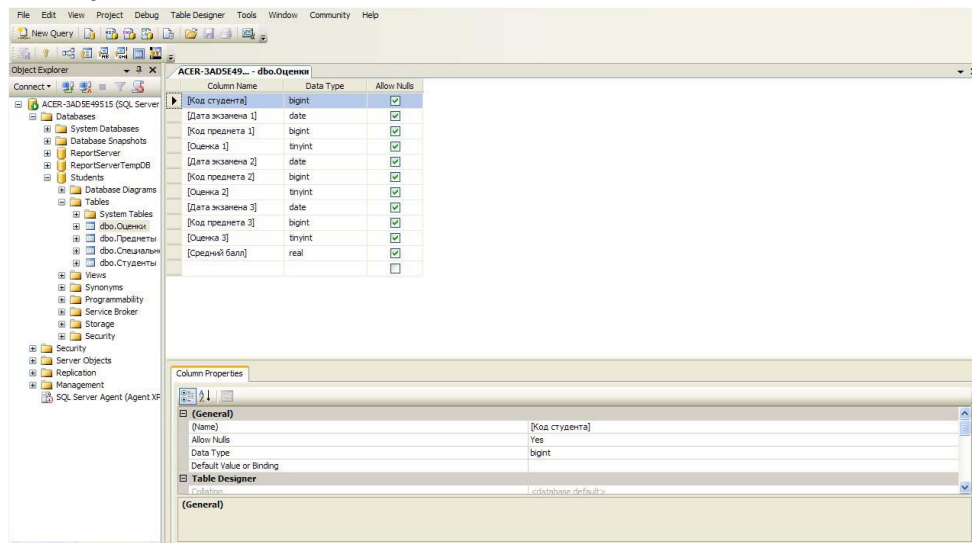 File Edit View Project Debug Table Designer Tools Window Community Help
New Query
Object Explorer
Connect
ACER-3AD5E49515 (SQL Server
Databases
System Databases
Database Snapshots
ReportServer
ReportServerTempDB
Students
Database Diagrams
Tables
System Tables
dbo.Оценки
dbo.Предметы
dbo.Специальн
dbo.Студенты
Views
Synonyms
Programmability
Service Broker
Storage
Security
Security
Server Objects
Replication
Management
SQL Server Agent (Agent XP
ACER-3AD5E49... - dbo.Оценки
Column Name Data Type Allow Nulls
[Код студента] bigint
[Дата экзамена 1] date
[Код предмета 1] bigint
[Оценка 1] tinyint
[Дата экзамена 2] date
[Код предмета 2] bigint
[Оценка 2] tinyint
[Дата экзамена 3] date
[Код предмета 3] bigint
[Оценка 3] tinyint
[Средний балл] real
Column Properties
(General)
(Name) [Код студента]
Allow Nulls Yes
Data Type bigint
Default Value or Binding
Table Designer
Collation <database default>
(General)